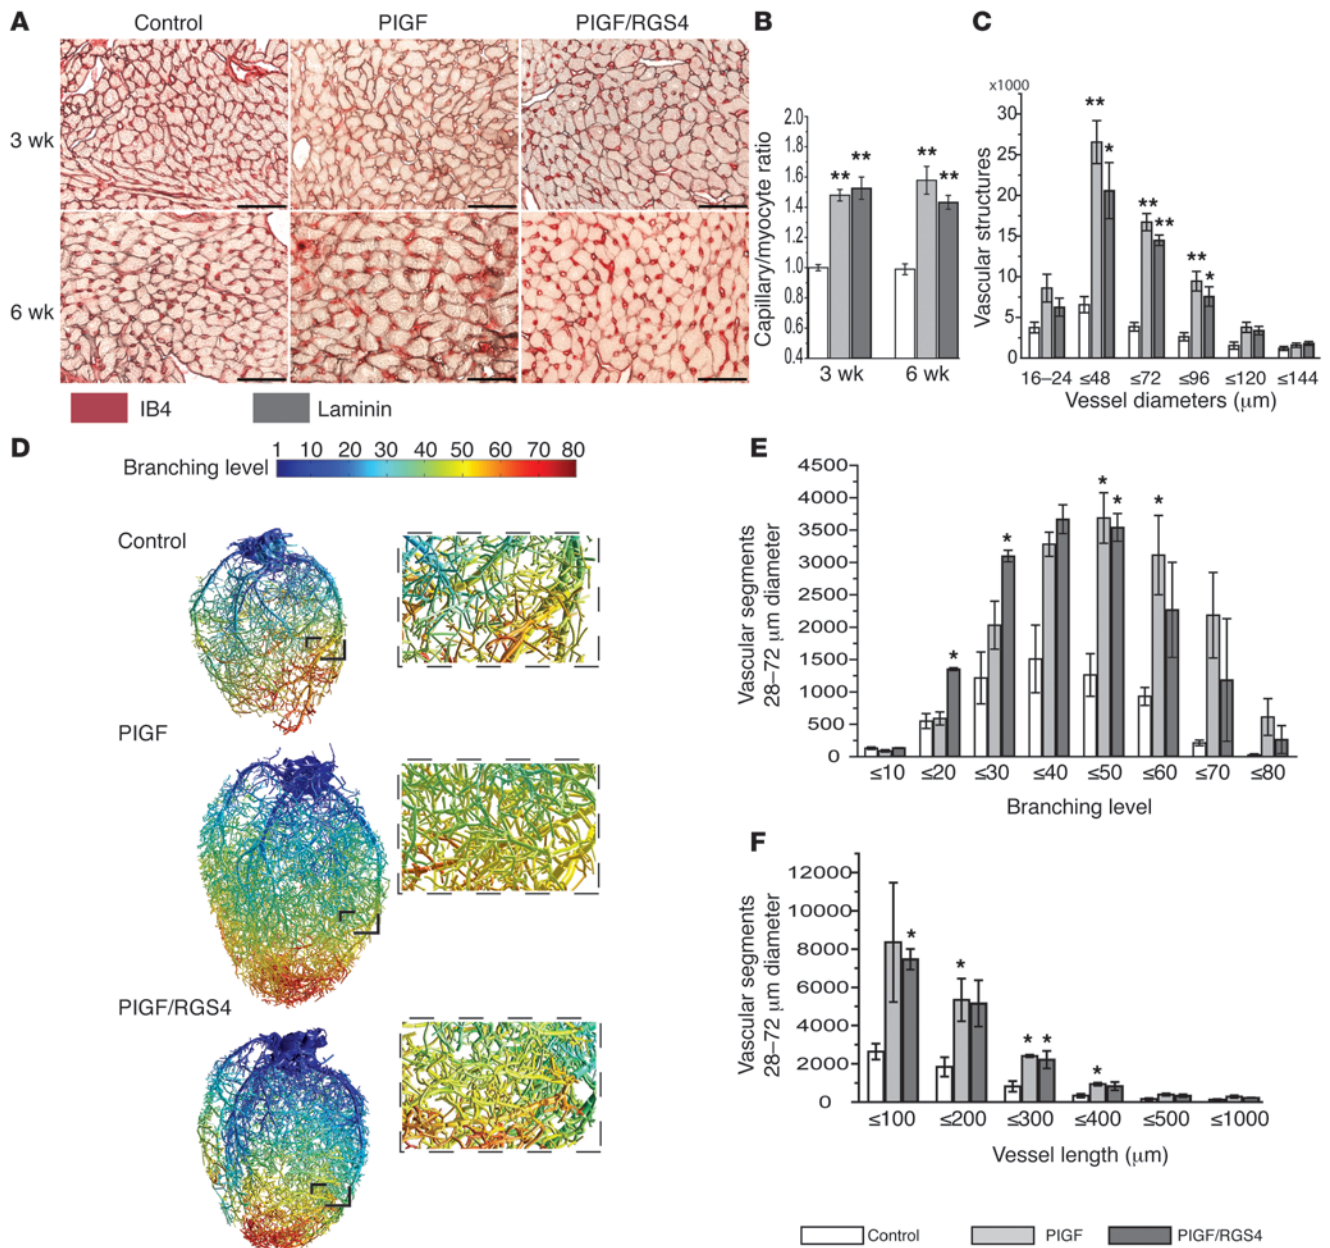 A
Control
PlGF
PlGF/RGS4
3 wk
6 wk
IB4
Laminin
B
Capillary/myocyte ratio
2.0
1.8
1.6
1.4
1.2
1.0
0.8
0.6
0.4
**
**
**
**
3 wk
6 wk
C
x1000
Vascular structures
30
25
20
15
10
5
0
**
*
**
**
**
*
16–24
≤48
≤72
≤96
≤120
≤144
Vessel diameters (μm)
D
Branching level
1 10 20 30 40 50 60 70 80
Control
PlGF
PlGF/RGS4
E
Vascular segments
28–72 μm diameter
4500
4000
3500
3000
2500
2000
1500
1000
500
0
*
*
*
*
*
≤10
≤20
≤30
≤40
≤50
≤60
≤70
≤80
Branching level
F
Vascular segments
28–72 μm diameter
12000
10000
8000
6000
4000
2000
0
*
*
*
*
*
≤100
≤200
≤300
≤400
≤500
≤1000
Vessel length (μm)
Control
PlGF
PlGF/RGS4